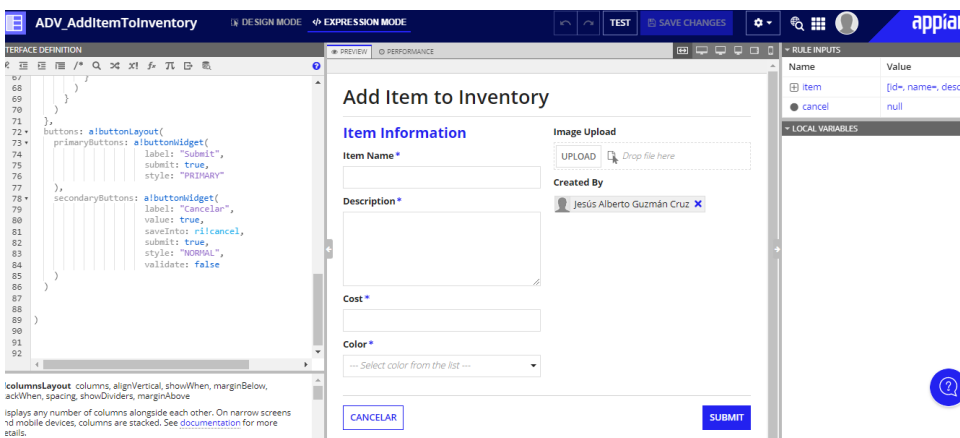 ADV_AddItemToInventory
DESIGN MODE
</> EXPRESSION MODE
TEST
SAVE CHANGES
appian
INTERFACE DEFINITION
PREVIEW
PERFORMANCE
RULE INPUTS
Name Value
item [id=, name=, desc
cancel null
LOCAL VARIABLES
67 }
68 )
69 }
70 )
71 },
72 buttons: a!buttonLayout(
73 primaryButtons: a!buttonWidget(
74 label: "Submit",
75 submit: true,
76 style: "PRIMARY"
77 ),
78 secondaryButtons: a!buttonWidget(
79 label: "Cancelar",
80 value: true,
81 saveInto: ri!cancel,
82 submit: true,
83 style: "NORMAL",
84 validate: false
85 )
86 )
87
88
89 )
90
91
92
!columnsLayout columns, alignVertical, showWhen, marginBelow,
tackWhen, spacing, showDividers, marginAbove
isplays any number of columns alongside each other. On narrow screens
nd mobile devices, columns are stacked. See documentation for more
etails.
Add Item to Inventory
Item Information
Item Name *
Description *
Cost *
Color *
--- Select color from the list ---
Image Upload
UPLOAD Drop file here
Created By
Jesús Alberto Guzmán Cruz
CANCELAR
SUBMIT